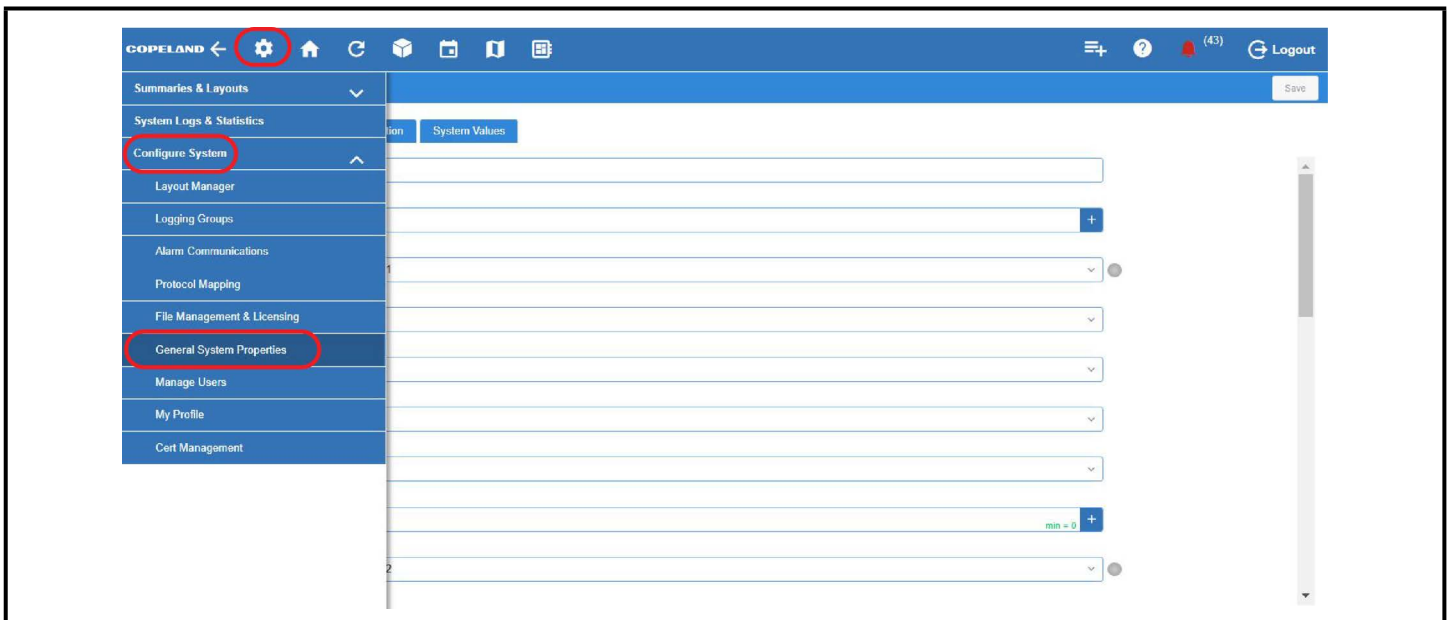 COPELAND
(43)
Logout
Summaries & Layouts
Save
System Logs & Statistics
tion
System Values
Configure System
Layout Manager
Logging Groups
+
Alarm Communications
1
Protocol Mapping
File Management & Licensing
General System Properties
Manage Users
My Profile
Cert Management
min = 0
+
2